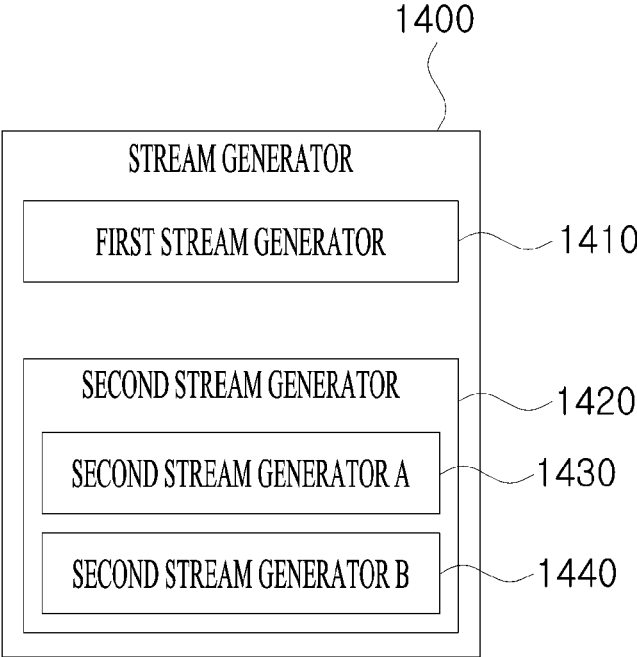 1400
STREAM GENERATOR
FIRST STREAM GENERATOR
1410
SECOND STREAM GENERATOR
1420
SECOND STREAM GENERATOR A
1430
SECOND STREAM GENERATOR B
1440